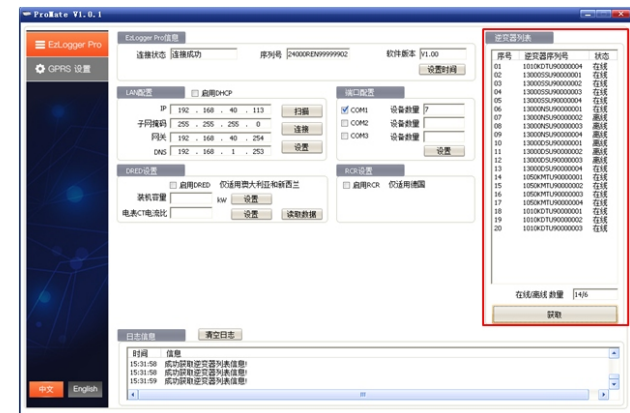 ProMate V1.0.1
EzLogger Pro
GPRS 设置
中文 English
EzLogger Pro信息
连接状态 连接成功 序列号 24000REN99999902 软件版本 V1.00
设置时间
LAN配置 启用DHCP
IP 192 . 168 . 40 . 113 扫描
子网掩码 255 . 255 . 255 . 0 连接
网关 192 . 168 . 40 . 254
DNS 192 . 168 . 1 . 253 设置
端口配置
COM1 设备数量 7
COM2 设备数量
COM3 设备数量
设置
DRED设置
启用DRED 仅适用澳大利亚和新西兰
装机容量 kW 设置
电表CT电流比 设置 读取数据
RCR设置
启用RCR 仅适用德国
逆变器列表
序号 逆变器序列号 状态
01 1010KDTU90000004 在线
02 13000SSU90000001 在线
03 13000SSU90000002 在线
04 13000SSU90000003 在线
05 13000SSU90000004 在线
06 1300NSU90000001 离线
07 1300NSU90000002 离线
08 1300NSU90000003 离线
09 1300NSU90000004 离线
10 1300DSU90000001 离线
11 1300DSU90000002 在线
12 1300DSU90000003 离线
13 1300DSU90000004 在线
14 1050KMTU90000001 在线
15 1050KMTU90000002 在线
16 1050KMTU90000003 在线
17 1050KMTU90000004 在线
18 1010KDTU90000001 在线
19 1010KDTU90000002 在线
20 1010KDTU90000003 在线
在线/离线 数量 14/6
获取
日志信息 清空日志
时间 信息
15:31:58 成功获取逆变器列表信息!
15:31:58 成功获取逆变器列表信息!
15:31:59 成功获取逆变器列表信息!